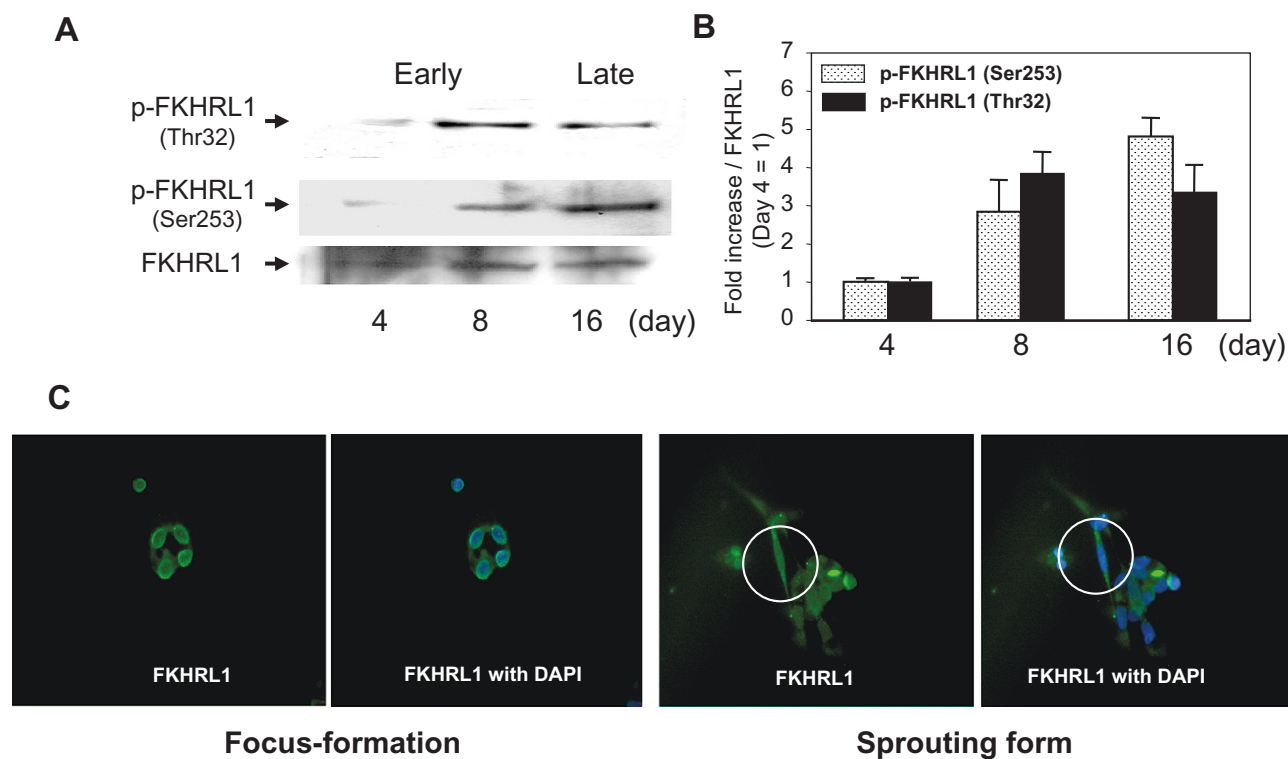 A
Early Late
p-FKHRL1
(Thr32)
p-FKHRL1
(Ser253)
FKHRL1
4 8 16 (day)
B
Fold increase / FKHRL1
(Day 4 = 1)
7
6
5
4
3
2
1
0
p-FKHRL1 (Ser253)
p-FKHRL1 (Thr32)
4 8 16 (day)
C
FKHRL1
FKHRL1 with DAPI
FKHRL1
FKHRL1 with DAPI
Focus-formation
Sprouting form